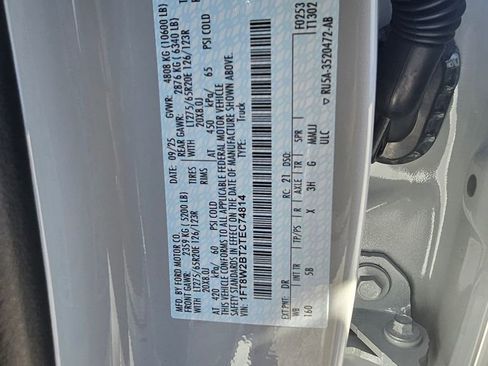 MFD. BY FORD MOTOR CO.
DATE: 09/25 GVWR: 4808 KG (10600 LB)
FRONT GAWR: 2359 KG (5200 LB) REAR GAWR: 2876 KG (6340 LB)
LT275/65R20E 126/123R TIRES WITH LT275/65R20E 126/123R
20X8.0J RIMS 20X8.0J
AT 420 kPa/ 60 PSI COLD AT 450 kPa/ 65 PSI COLD
THIS VEHICLE CONFORMS TO ALL APPLICABLE FEDERAL MOTOR VEHICLE
SAFETY STANDARDS IN EFFECT ON THE DATE OF MANUFACTURE SHOWN ABOVE.
VIN: 1FT8W2BT2TEC74814 TYPE: Truck
F0253
T1302
EXT PNT: DR RC: 21 DSO:
WB INT TR TP/PS R AXLE TR SPR
160 5B X 3H G MMJJ
ULC
▽ RU5A-3520472-AB